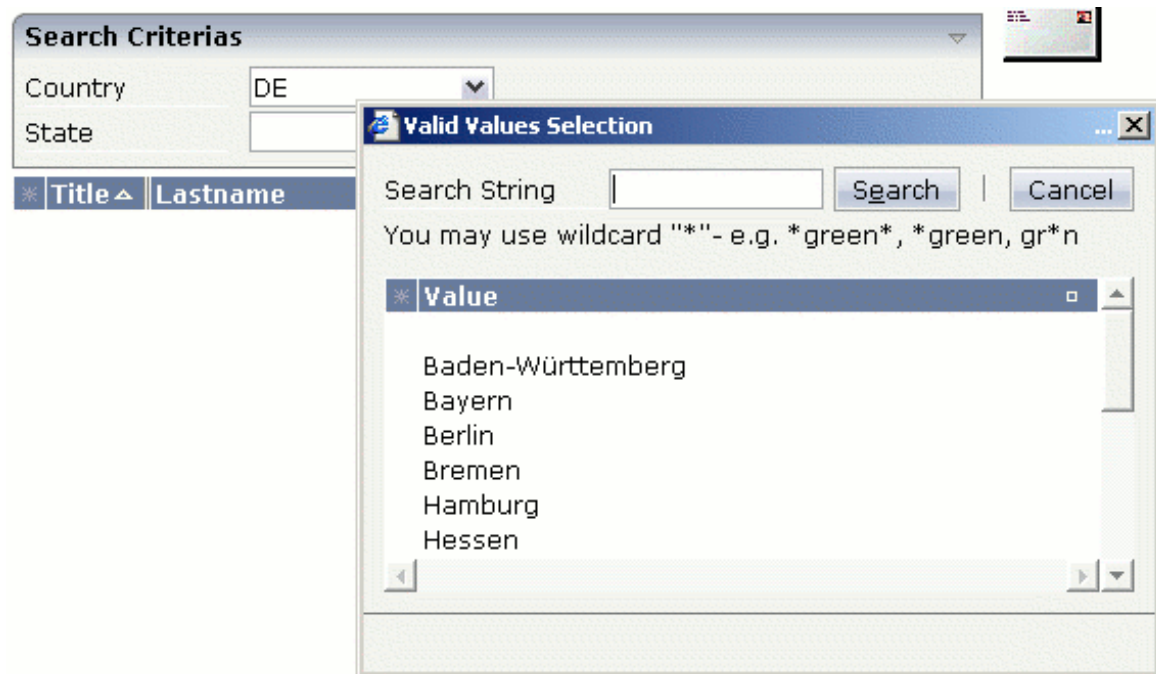 Search Criterias
Country DE
State
Title Lastname
Valid Values Selection ...
Search String Search | Cancel
You may use wildcard "*"- e.g. *green*, *green, gr*n
Value
Baden-Württemberg
Bayern
Berlin
Bremen
Hamburg
Hessen